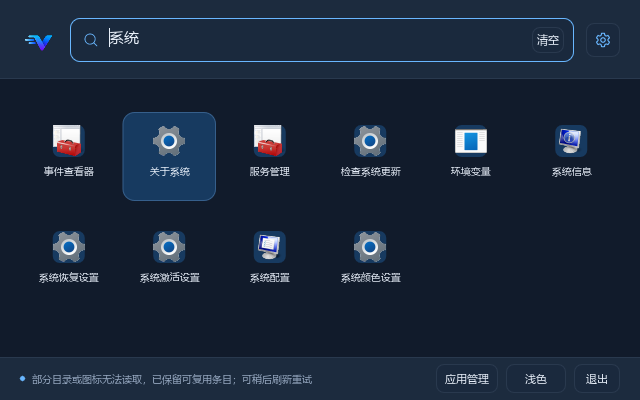 系统
清空
事件查看器
关于系统
服务管理
检查系统更新
环境变量
系统信息
系统恢复设置
系统激活设置
系统配置
系统颜色设置
部分目录或图标无法读取，已保留可复用条目；可稍后刷新重试
应用管理
浅色
退出